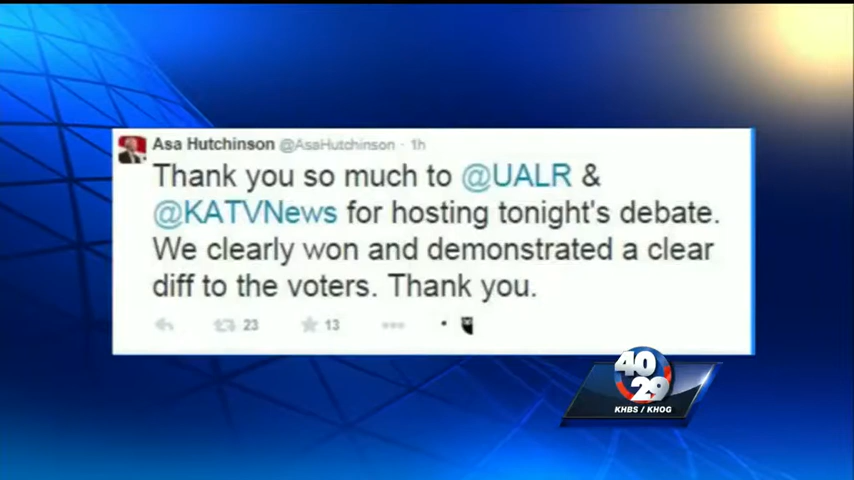 Asa Hutchinson @AsaHutchinson · 1h
Thank you so much to @UALR &
@KATVNews for hosting tonight's debate.
We clearly won and demonstrated a clear
diff to the voters. Thank you.
23 13
40
29
KHBS / KHOG